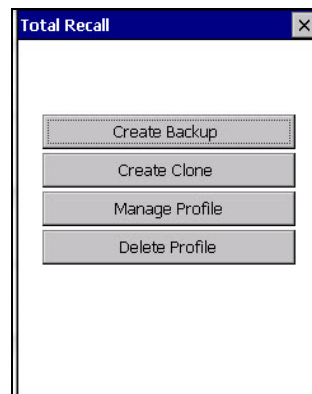 Total Recall
Create Backup
Create Clone
Manage Profile
Delete Profile